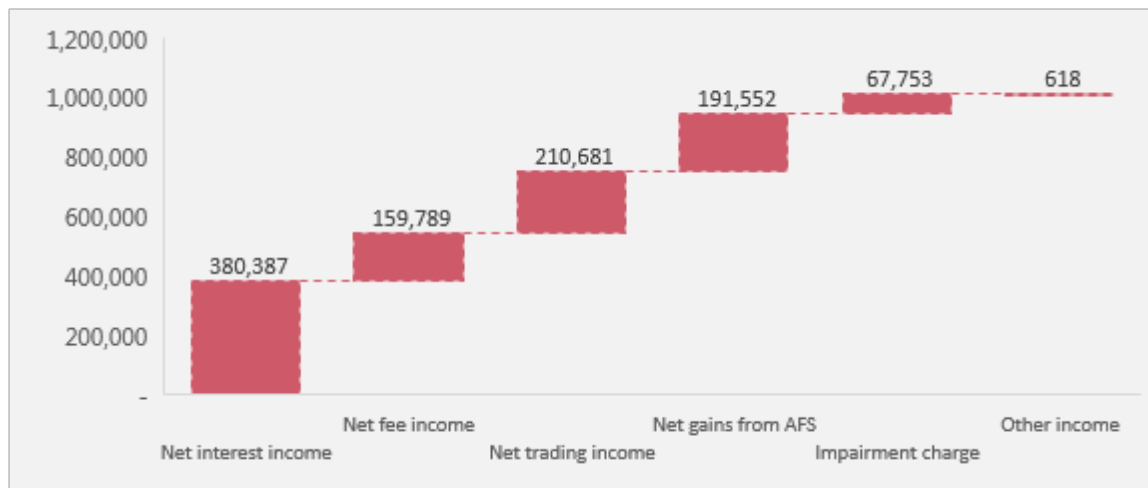 1,200,000
1,000,000
800,000
600,000
400,000
200,000
-
380,387
159,789
210,681
191,552
67,753
618
Net interest income
Net fee income
Net trading income
Net gains from AFS
Impairment charge
Other income